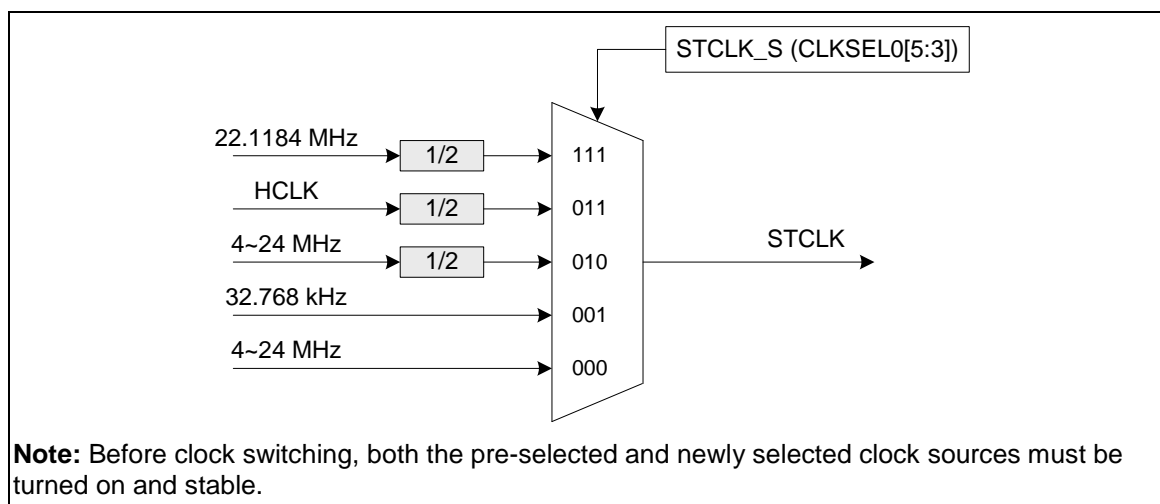 STCLK_S (CLKSEL0[5:3])
22.1184 MHz
1/2
111
HCLK
1/2
011
4~24 MHz
1/2
010
STCLK
32.768 kHz
001
4~24 MHz
000
Note: Before clock switching, both the pre-selected and newly selected clock sources must be
turned on and stable.